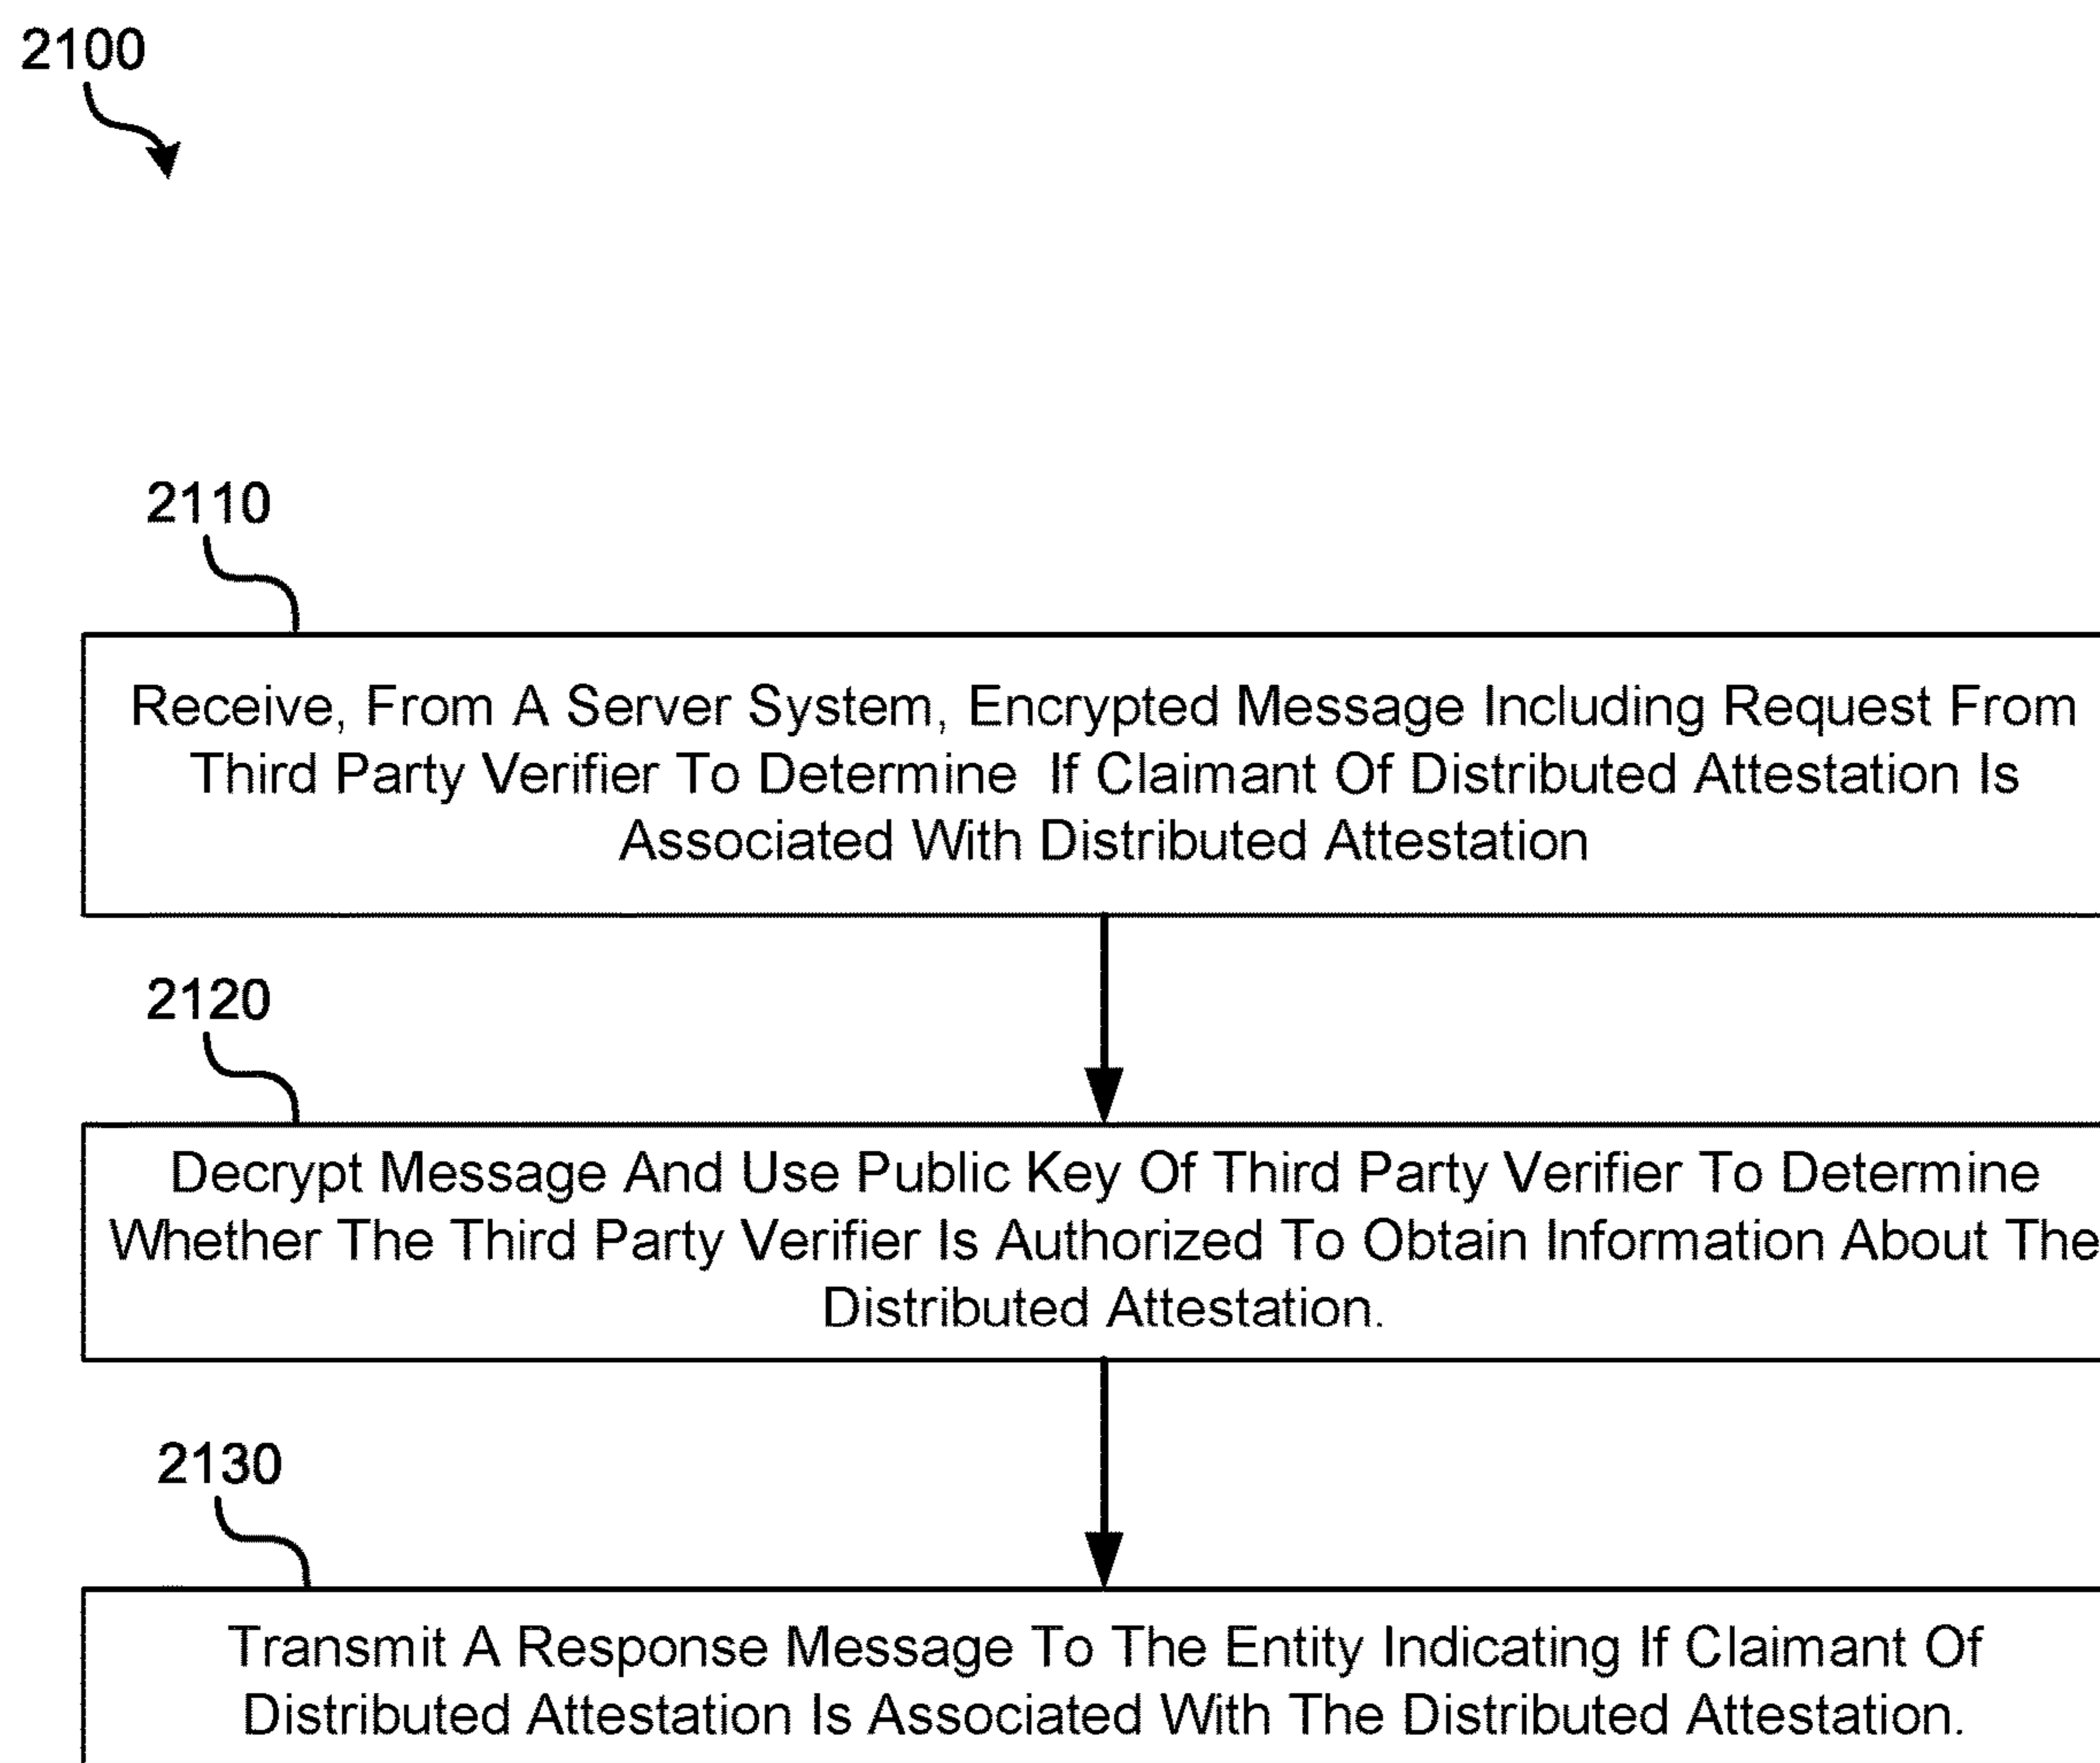 2100
2110
Receive, From A Server System, Encrypted Message Including Request From
Third Party Verifier To Determine If Claimant Of Distributed Attestation Is
Associated With Distributed Attestation
2120
Decrypt Message And Use Public Key Of Third Party Verifier To Determine
Whether The Third Party Verifier Is Authorized To Obtain Information About The
Distributed Attestation.
2130
Transmit A Response Message To The Entity Indicating If Claimant Of
Distributed Attestation Is Associated With The Distributed Attestation.